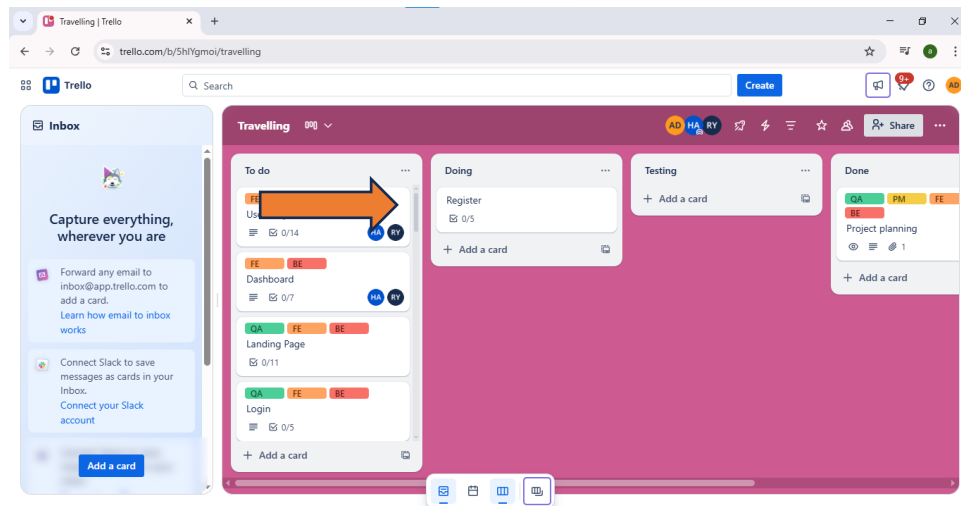 Travelling | Trello
trello.com/b/5hlYgmoi/travelling
a
Trello
Search
Create
9+
AD
Inbox
Capture everything,
wherever you are
Forward any email to
inbox@app.trello.com to
add a card.
Learn how email to inbox
works
Connect Slack to save
messages as cards in your
Inbox.
Connect your Slack
account
Add a card
Travelling
AD HA RY
Share
To do
FE
0/14
HA RY
FE BE
Dashboard
0/7
HA RY
QA FE BE
Landing Page
0/11
QA FE BE
Login
0/5
+ Add a card
Doing
Register
0/5
+ Add a card
Testing
+ Add a card
Done
QA PM FE
BE
Project planning
1
+ Add a card